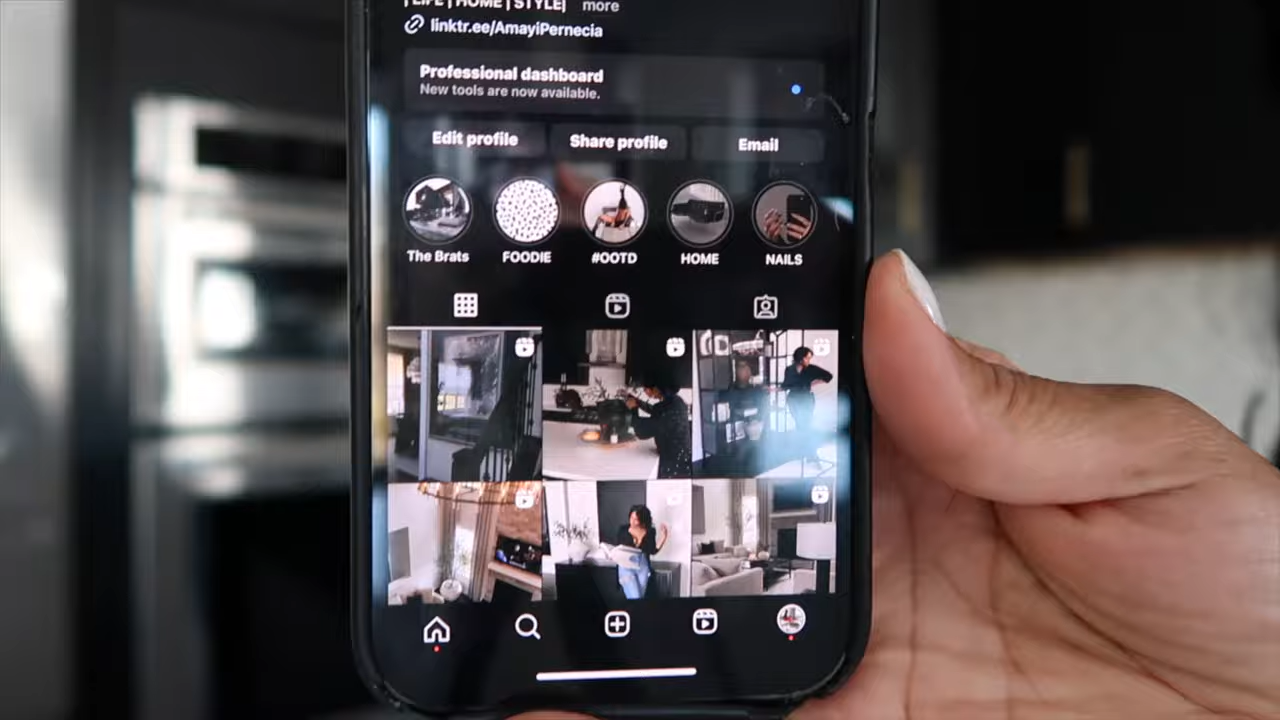 | LIFE | HOME | STYLE| more
linktr.ee/AmayiPernecia
Professional dashboard
New tools are now available.
Edit profile
Share profile
Email
The Brats
FOODIE
#OOTD
HOME
NAILS